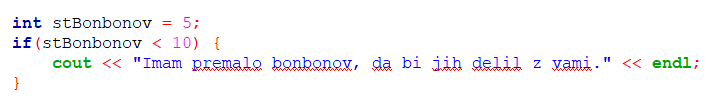 int stBonbonov = 5;
if(stBonbonov < 10) {
    cout << "Imam premalo bonbonov, da bi jih delil z vami." << endl;
}